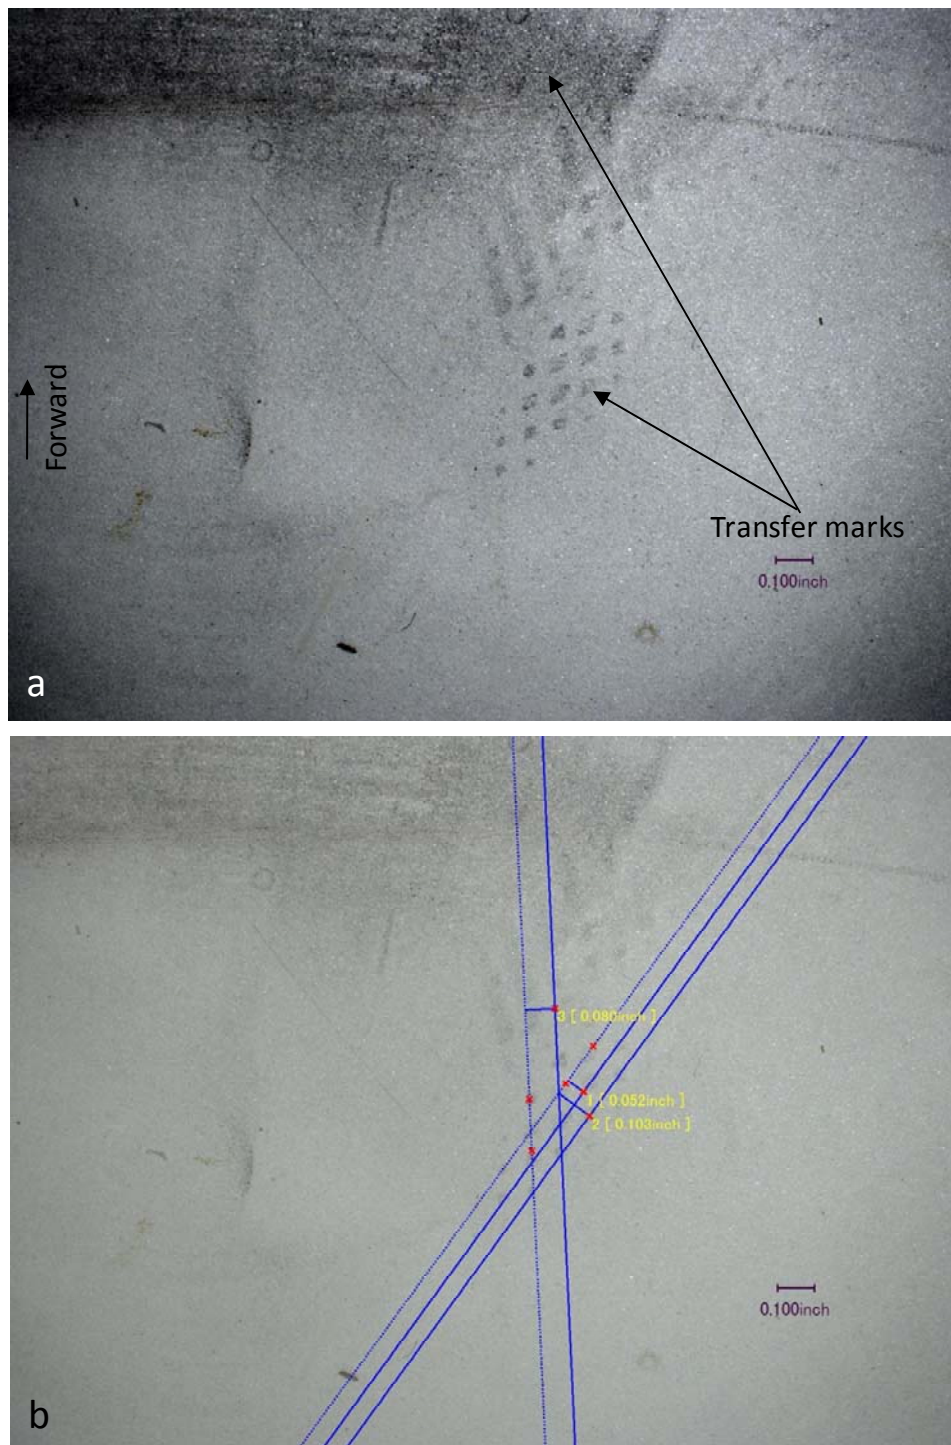 Forward
Transfer marks
0.100inch
a
3 [ 0.080inch ]
1 [ 0.052inch ]
2 [ 0.103inch ]
0.100inch
b